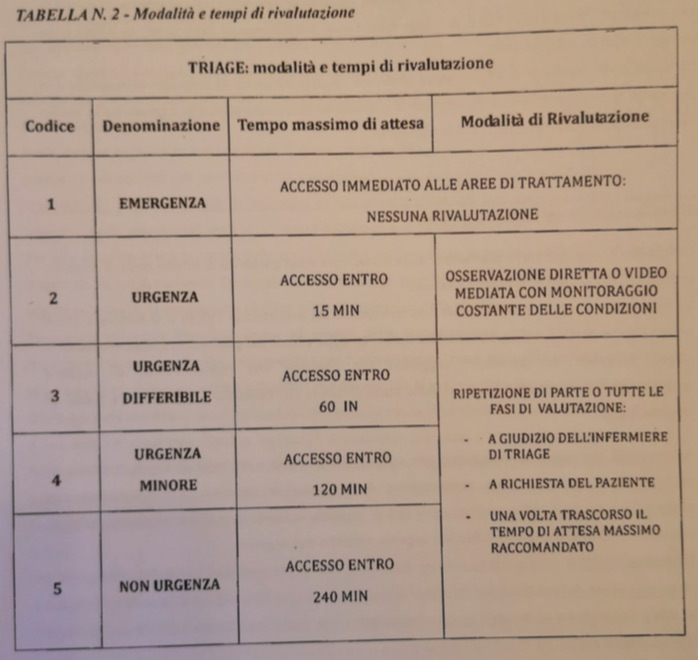 TABELLA N. 2 - Modalità e tempi di rivalutazione
TRIAGE: modalità e tempi di rivalutazione
Codice
Denominazione
Tempo massimo di attesa
Modalità di Rivalutazione
1
EMERGENZA
ACCESSO IMMEDIATO ALLE AREE DI TRATTAMENTO:
NESSUNA RIVALUTAZIONE
2
URGENZA
ACCESSO ENTRO
15 MIN
OSSERVAZIONE DIRETTA O VIDEO
MEDIATA CON MONITORAGGIO
COSTANTE DELLE CONDIZIONI
3
URGENZA
DIFFERIBILE
ACCESSO ENTRO
60 IN
RIPETIZIONE DI PARTE O TUTTE LE
FASI DI VALUTAZIONE:
- A GIUDIZIO DELL'INFERMIERE
DI TRIAGE
- A RICHIESTA DEL PAZIENTE
- UNA VOLTA TRASCORSO IL
TEMPO DI ATTESA MASSIMO
RACCOMANDATO
4
URGENZA
MINORE
ACCESSO ENTRO
120 MIN
5
NON URGENZA
ACCESSO ENTRO
240 MIN